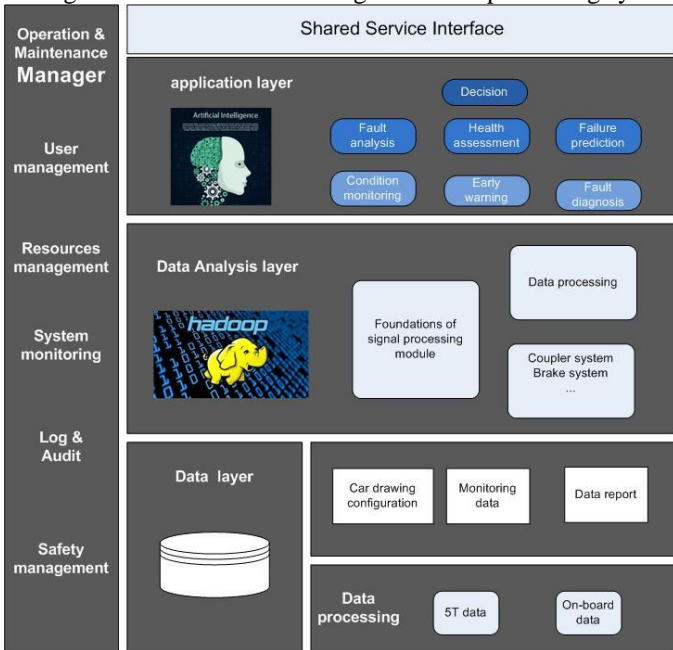 Operation &
Maintenance
Manager
User
management
Resources
management
System
monitoring
Log &
Audit
Safety
management
Shared Service Interface
application layer
Artificial Intelligence
Decision
Fault
analysis
Health
assessment
Failure
prediction
Condition
monitoring
Early
warning
Fault
diagnosis
Data Analysis layer
hadoop
Foundations of
signal processing
module
Data processing
Coupler system
Brake system
...
Data layer
Car drawing
configuration
Monitoring
data
Data report
Data
processing
5T data
On-board
data